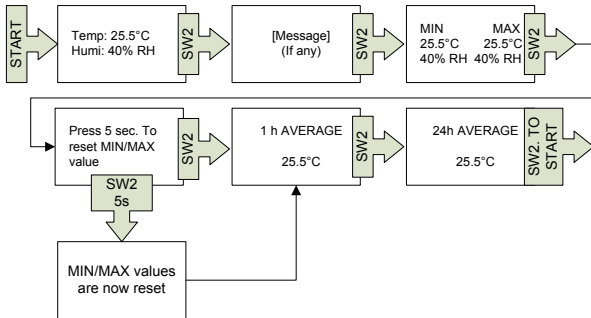 START
Temp: 25.5°C
Humi: 40% RH
SW2
[Message]
(If any)
SW2
MIN MAX
25.5°C 25.5°C
40% RH 40% RH
SW2
Press 5 sec. To
reset MIN/MAX
value
SW2
1 h AVERAGE
25.5°C
SW2
24h AVERAGE
25.5°C
SW2. TO
START
SW2
5s
MIN/MAX values
are now reset